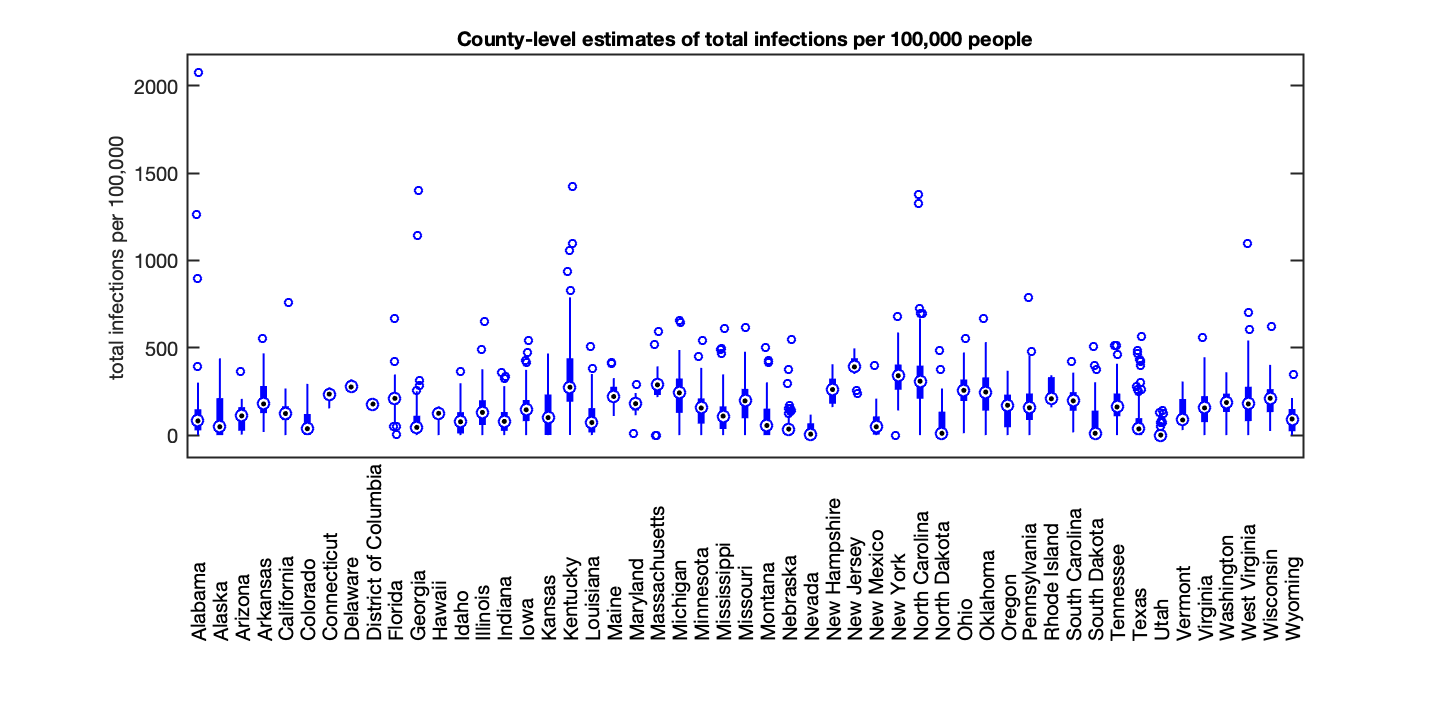 County-level estimates of total infections per 100,000 people
total infections per 100,000
2000
1500
1000
500
0
Alabama
Alaska
Arizona
Arkansas
California
Colorado
Connecticut
Delaware
District of Columbia
Florida
Georgia
Hawaii
Idaho
Illinois
Indiana
Iowa
Kansas
Kentucky
Louisiana
Maine
Maryland
Massachusetts
Michigan
Minnesota
Mississippi
Missouri
Montana
Nebraska
Nevada
New Hampshire
New Jersey
New Mexico
New York
North Carolina
North Dakota
Ohio
Oklahoma
Oregon
Pennsylvania
Rhode Island
South Carolina
South Dakota
Tennessee
Texas
Utah
Vermont
Virginia
Washington
West Virginia
Wisconsin
Wyoming